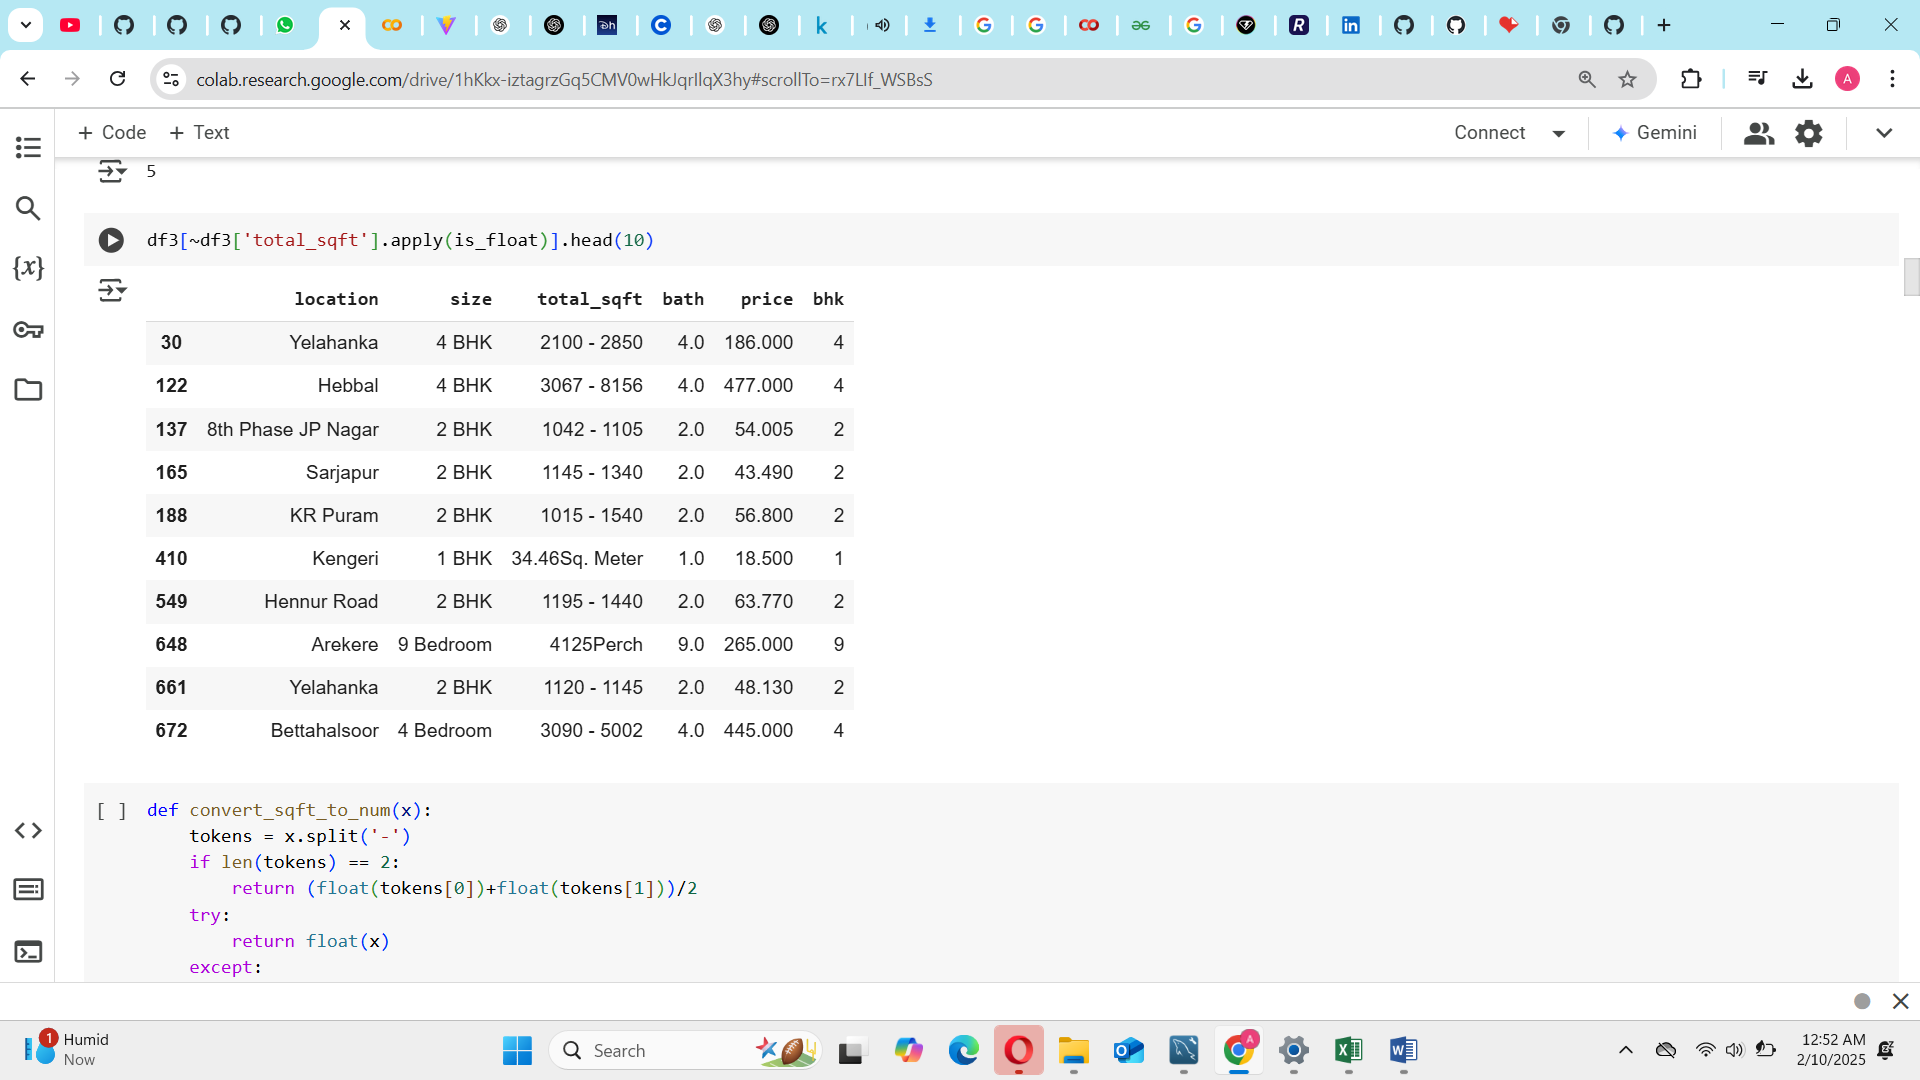 colab.research.google.com/drive/1hKkx-iztagrzGq5CMV0wHkJqrIlqX3hy#scrollTo=rx7LIf_WSBsS
A
+ Code + Text
Connect
Gemini
5
df3[~df3['total_sqft'].apply(is_float)].head(10)
location size total_sqft bath price bhk
30 Yelahanka 4 BHK 2100 - 2850 4.0 186.000 4
122 Hebbal 4 BHK 3067 - 8156 4.0 477.000 4
137 8th Phase JP Nagar 2 BHK 1042 - 1105 2.0 54.005 2
165 Sarjapur 2 BHK 1145 - 1340 2.0 43.490 2
188 KR Puram 2 BHK 1015 - 1540 2.0 56.800 2
410 Kengeri 1 BHK 34.46Sq. Meter 1.0 18.500 1
549 Hennur Road 2 BHK 1195 - 1440 2.0 63.770 2
648 Arekere 9 Bedroom 4125Perch 9.0 265.000 9
661 Yelahanka 2 BHK 1120 - 1145 2.0 48.130 2
672 Bettahalsoor 4 Bedroom 3090 - 5002 4.0 445.000 4
[ ] def convert_sqft_to_num(x):
tokens = x.split('-')
if len(tokens) == 2:
return (float(tokens[0])+float(tokens[1]))/2
try:
return float(x)
except:
{x}
1
Humid
Now
Search
12:52 AM
2/10/2025